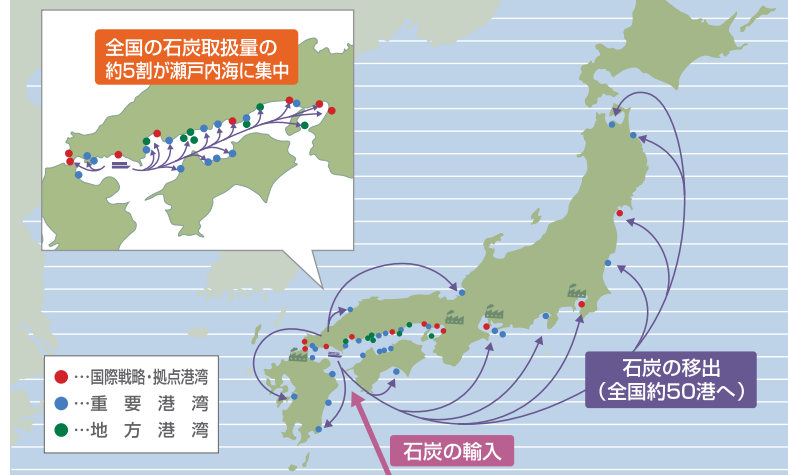 全国の石炭取扱量の
約5割が瀬戸内海に集中
石炭の移出
（全国約50港へ）
石炭の輸入
…国際戦略・拠点港湾
…重要港湾
…地方港湾